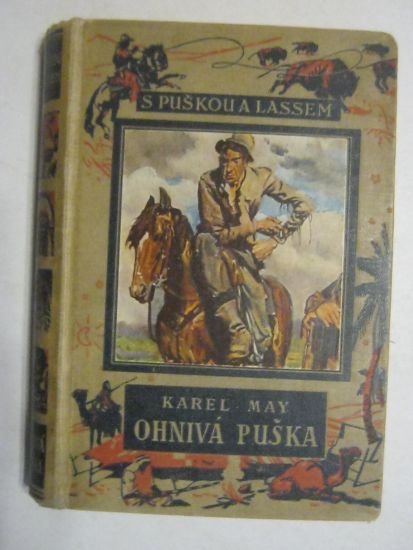 S PUŠKOU A LASSEM
KAREL MAY
OHNIVÁ PUŠKA